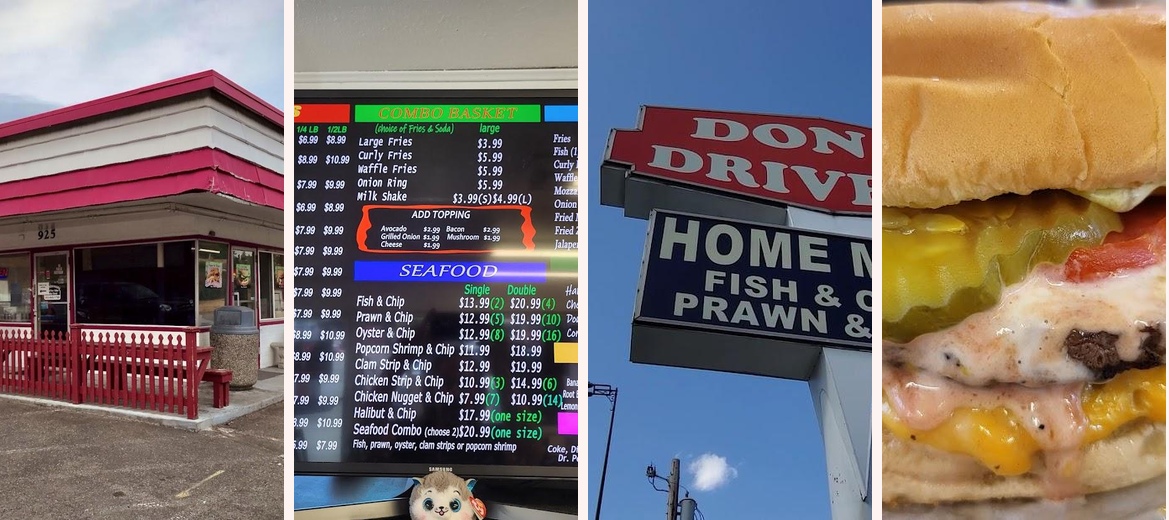 925
S
1/4 LB 1/2LB
$6.99 $8.99
$8.99 $10.99
$7.99 $9.99
$6.99 $8.99
$7.99 $9.99
$7.99 $9.99
$7.99 $9.99
$7.99 $9.99
$7.99 $9.99
$8.99 $10.99
$8.99 $10.99
7.99 $9.99
7.99 $9.99
8.99 $10.99
5.99 $7.99
COMBO BASKET
(choice of Fries & Soda) large
Large Fries $3.99
Curly Fries $5.99
Waffle Fries $5.99
Onion Ring $5.99
Milk Shake $3.99(S)$4.99(L)
ADD TOPPING
Avocado $2.99 Bacon $2.99
Grilled Onion $1.99 Mushroom $1.99
Cheese $1.99
SEAFOOD
Single Double
Fish & Chip $13.99(2) $20.99(4)
Prawn & Chip $12.99(5) $19.99(10)
Oyster & Chip $12.99(8) $19.99(16)
Popcorn Shrimp & Chip $11.99 $18.99
Clam Strip & Chip $12.99 $19.99
Chicken Strip & Chip $10.99(3) $14.99(6)
Chicken Nugget & Chip $7.99(7) $10.99(14)
Halibut & Chip $17.99(one size)
Seafood Combo (choose 2)$20.99(one size)
Fish, prawn, oyster, clam strips or popcorn shrimp
Fries
Fish (1
Curly
Waffle
Mozz
Onion
Fried
Fried
Jalape
Bana
Root B
Lemon
Coke, D
Dr. P
SAMSUNG
DON
DRIVE
HOME M
FISH & C
PRAWN &